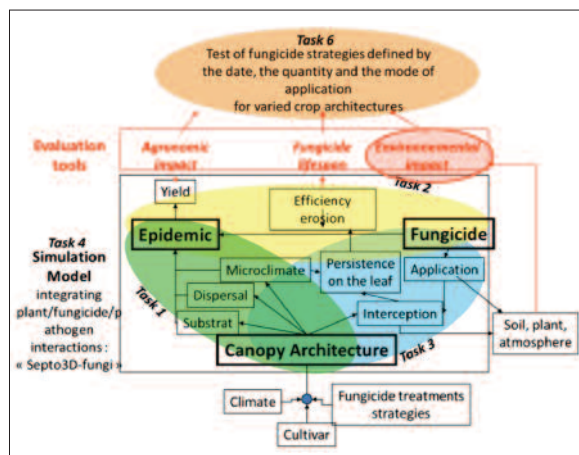 Task 6
Test of fungicide strategies defined by
the date, the quantity and the mode of
application
for varied crop architectures
Evaluation
tools
Agronomic
impact
Fungicide
lifespan
Environnemental
impact
Task 2
Yield
Efficiency
erosion
Epidemic
Fungicide
Task 4
Simulation
Model
integrating
plant/fungicide/p
athogen
interactions :
« Septo3D-fungi »
Task 1
Microclimate
Persistence
on the leaf
Application
Dispersal
Substrat
Interception
Canopy Architecture
Task 3
Soil, plant,
atmosphere
Climate
Fungicide treatments
strategies
Cultivar